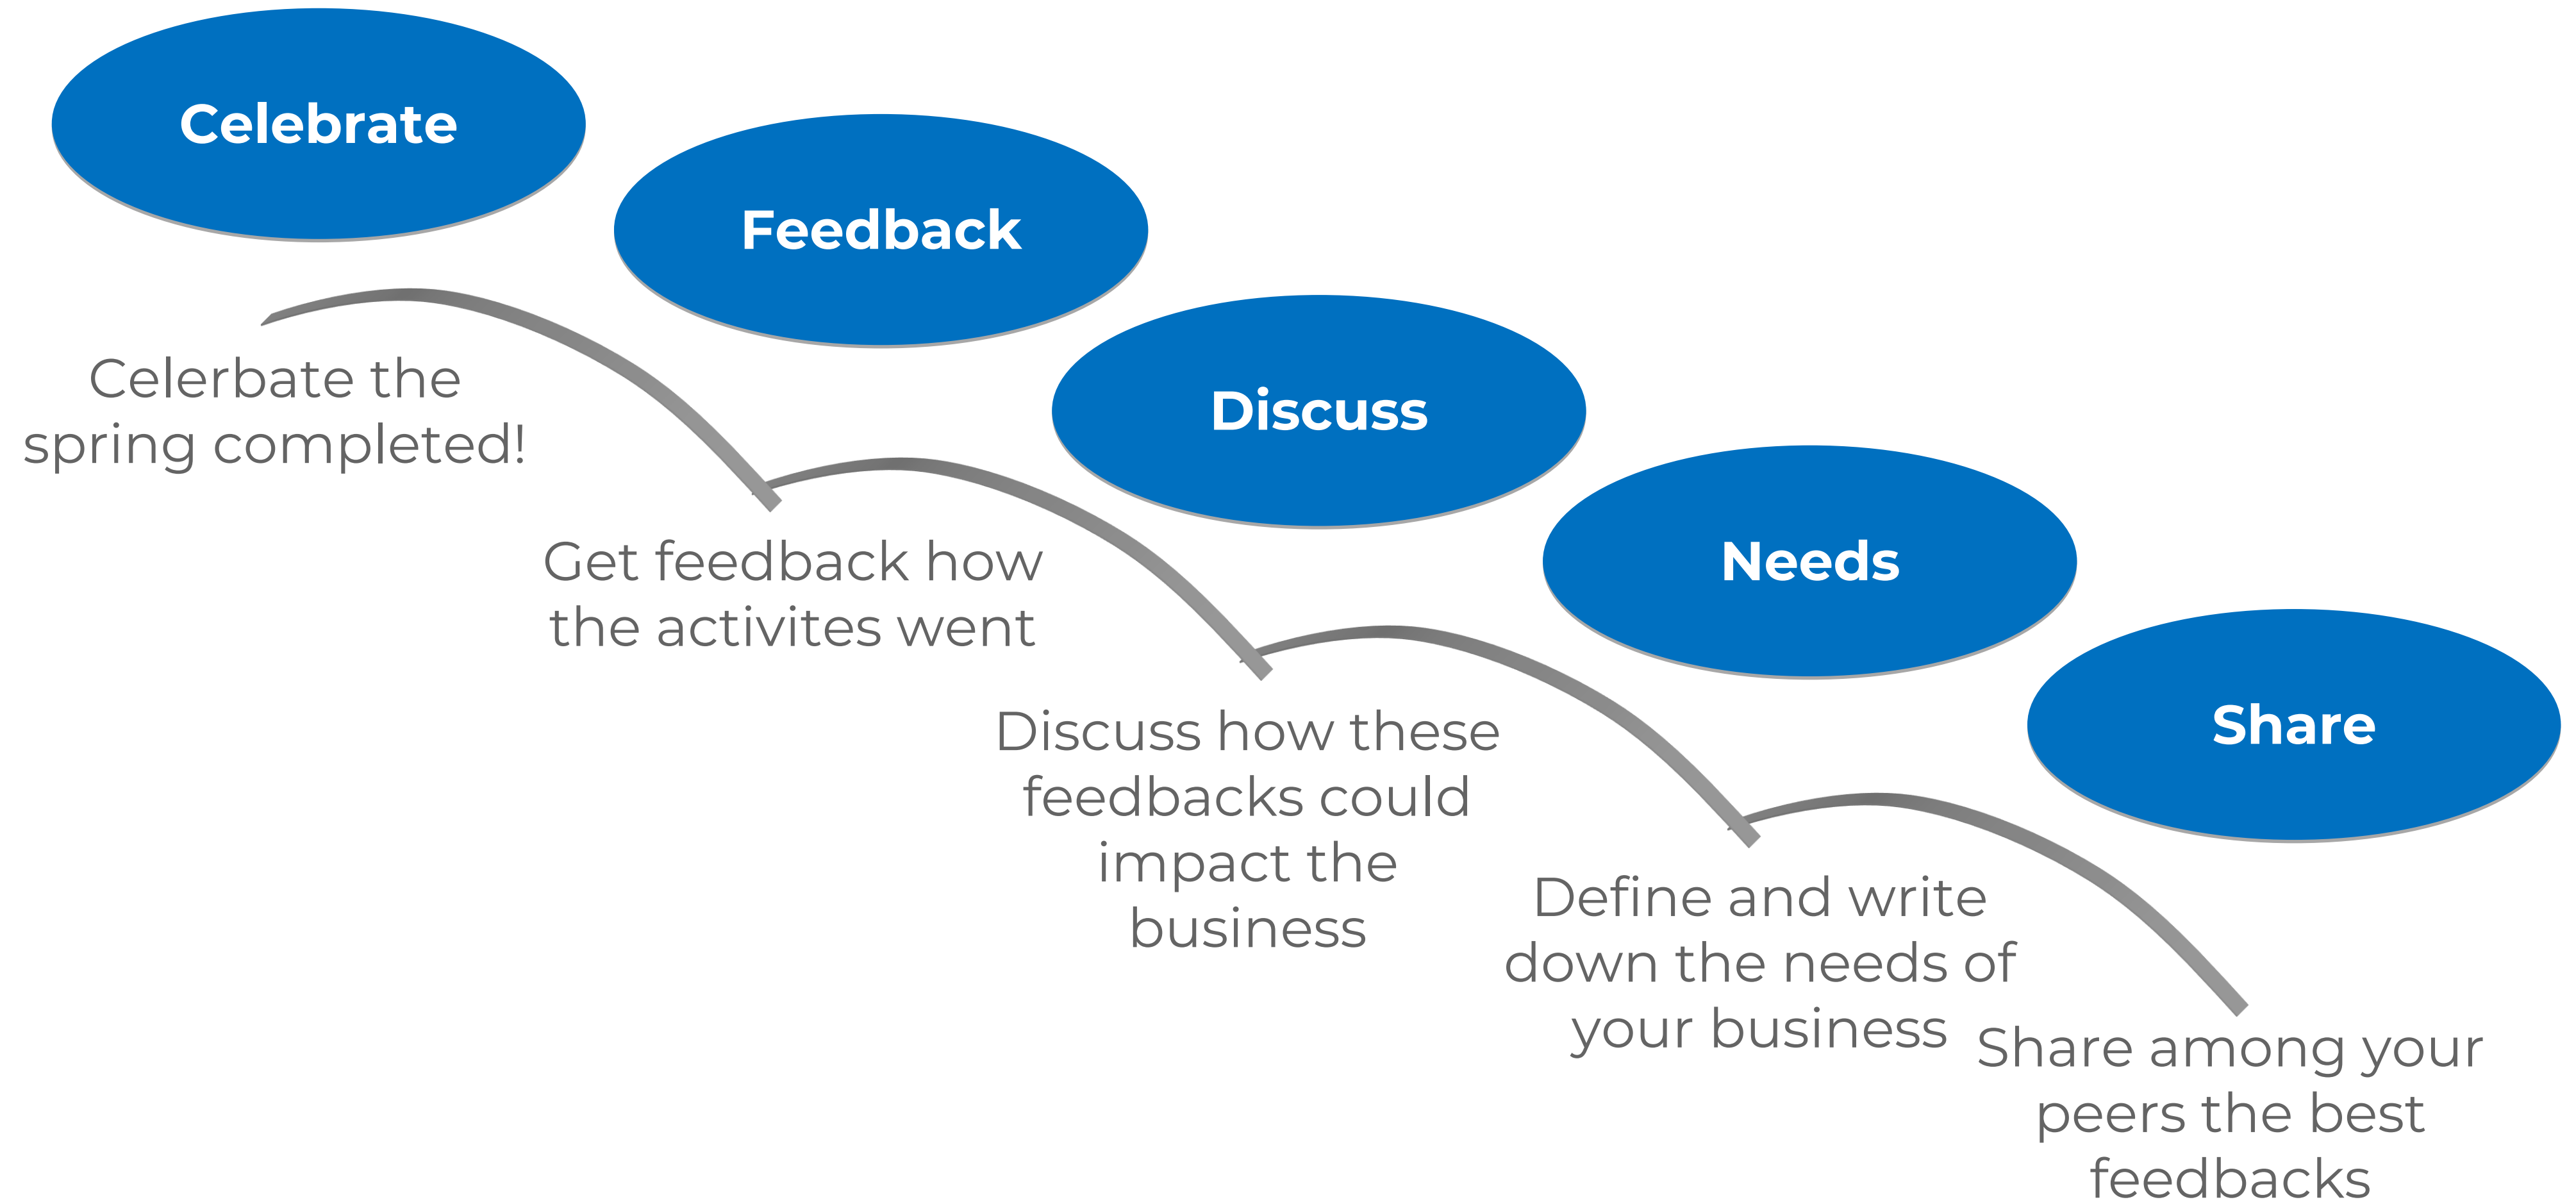 Celebrate
Celerbate the
spring completed!
Feedback
Get feedback how
the activites went
Discuss
Discuss how these
feedbacks could
impact the
business
Needs
Define and write
down the needs of
your business
Share
Share among your
peers the best
feedbacks